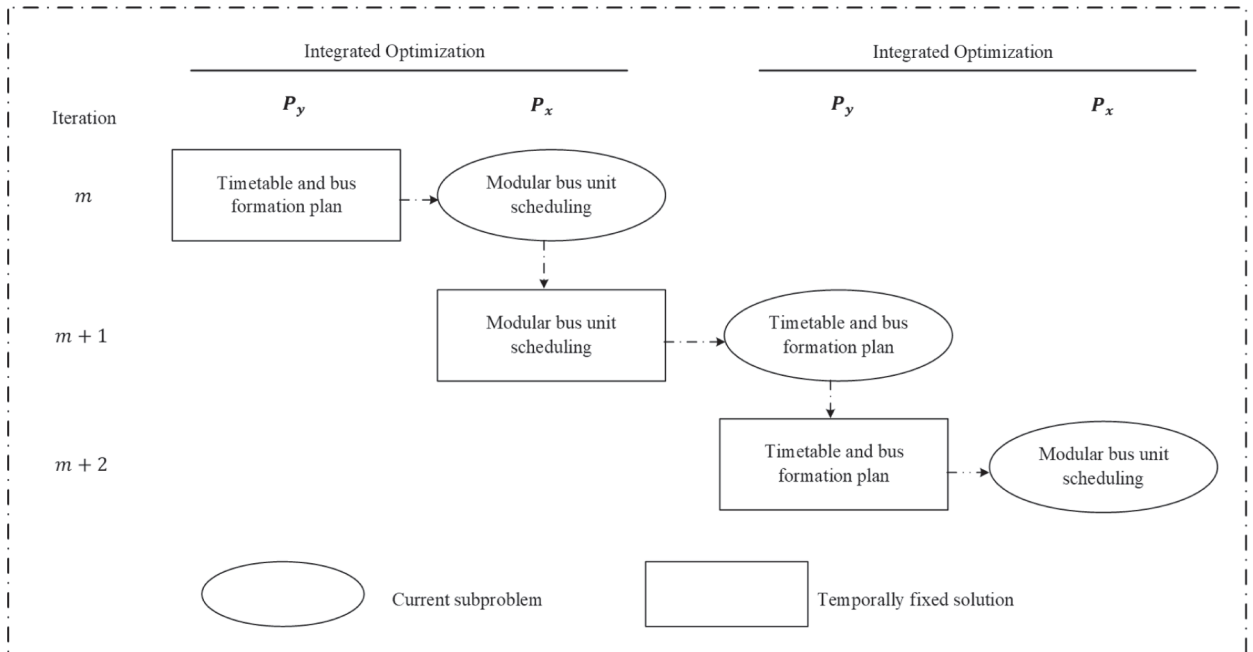 Integrated Optimization
Integrated Optimization
Iteration
P_y
P_x
P_y
P_x
m
Timetable and bus
formation plan
Modular bus unit
scheduling
m + 1
Modular bus unit
scheduling
Timetable and bus
formation plan
m + 2
Timetable and bus
formation plan
Modular bus unit
scheduling
Current subproblem
Temporally fixed solution